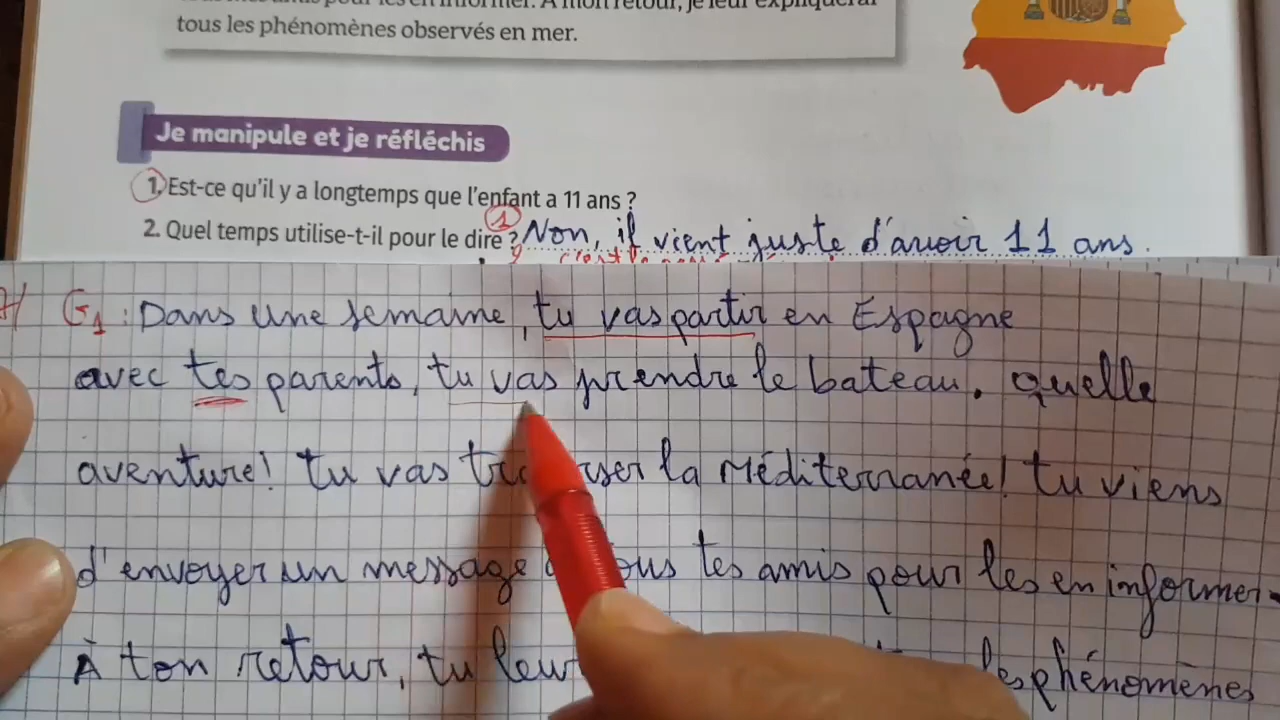 tous les phénomènes observés en mer.
Je manipule et je réfléchis
1. Est-ce qu'il y a longtemps que l'enfant a 11 ans ?
2. Quel temps utilise-t-il pour le dire ?
1 Non, il vient juste d'avoir 11 ans.
G1 : Dans une semaine, tu vas partir en Espagne
avec tes parents, tu vas prendre le bateau. quelle
aventure! tu vas la Méditerranée! tu viens
d'envoyer un message tes amis pour les en informer.
À ton retour, tu leur phénomènes